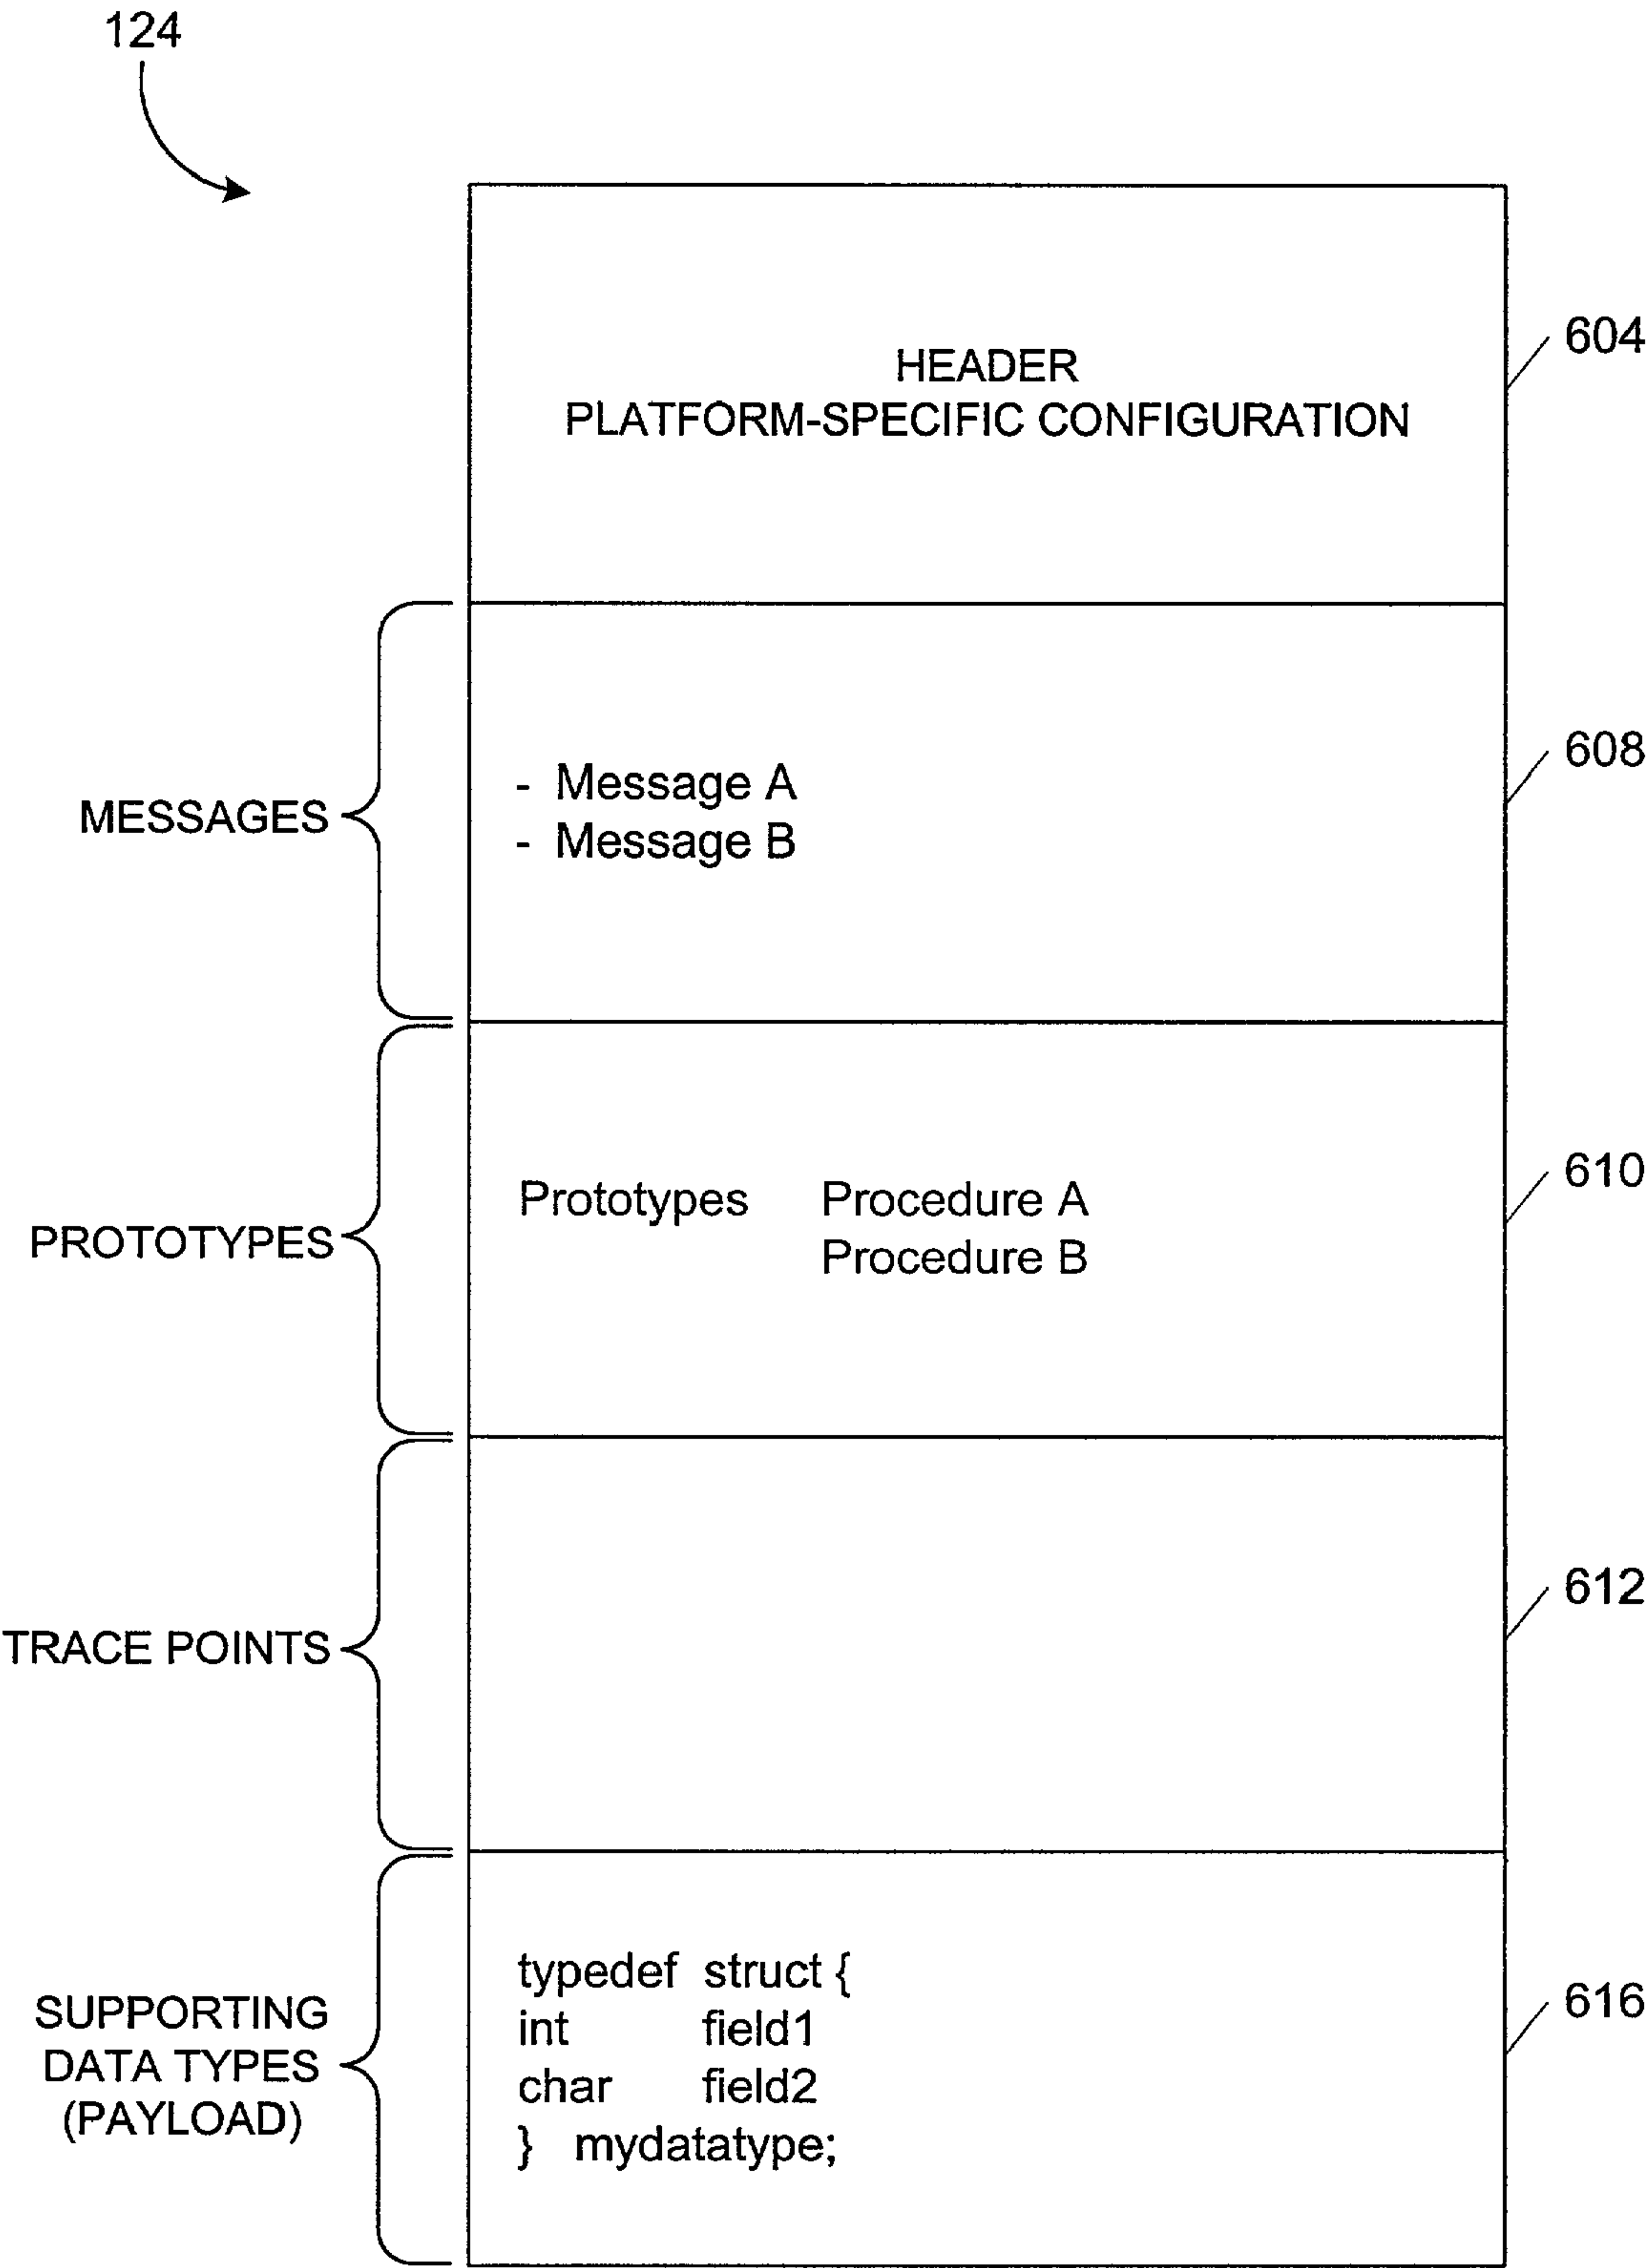 124
HEADER
PLATFORM-SPECIFIC CONFIGURATION
604
MESSAGES
- Message A
- Message B
608
PROTOTYPES
Prototypes Procedure A
Procedure B
610
TRACE POINTS
612
SUPPORTING
DATA TYPES
(PAYLOAD)
typedef struct {
int field1
char field2
} mydatatype;
616